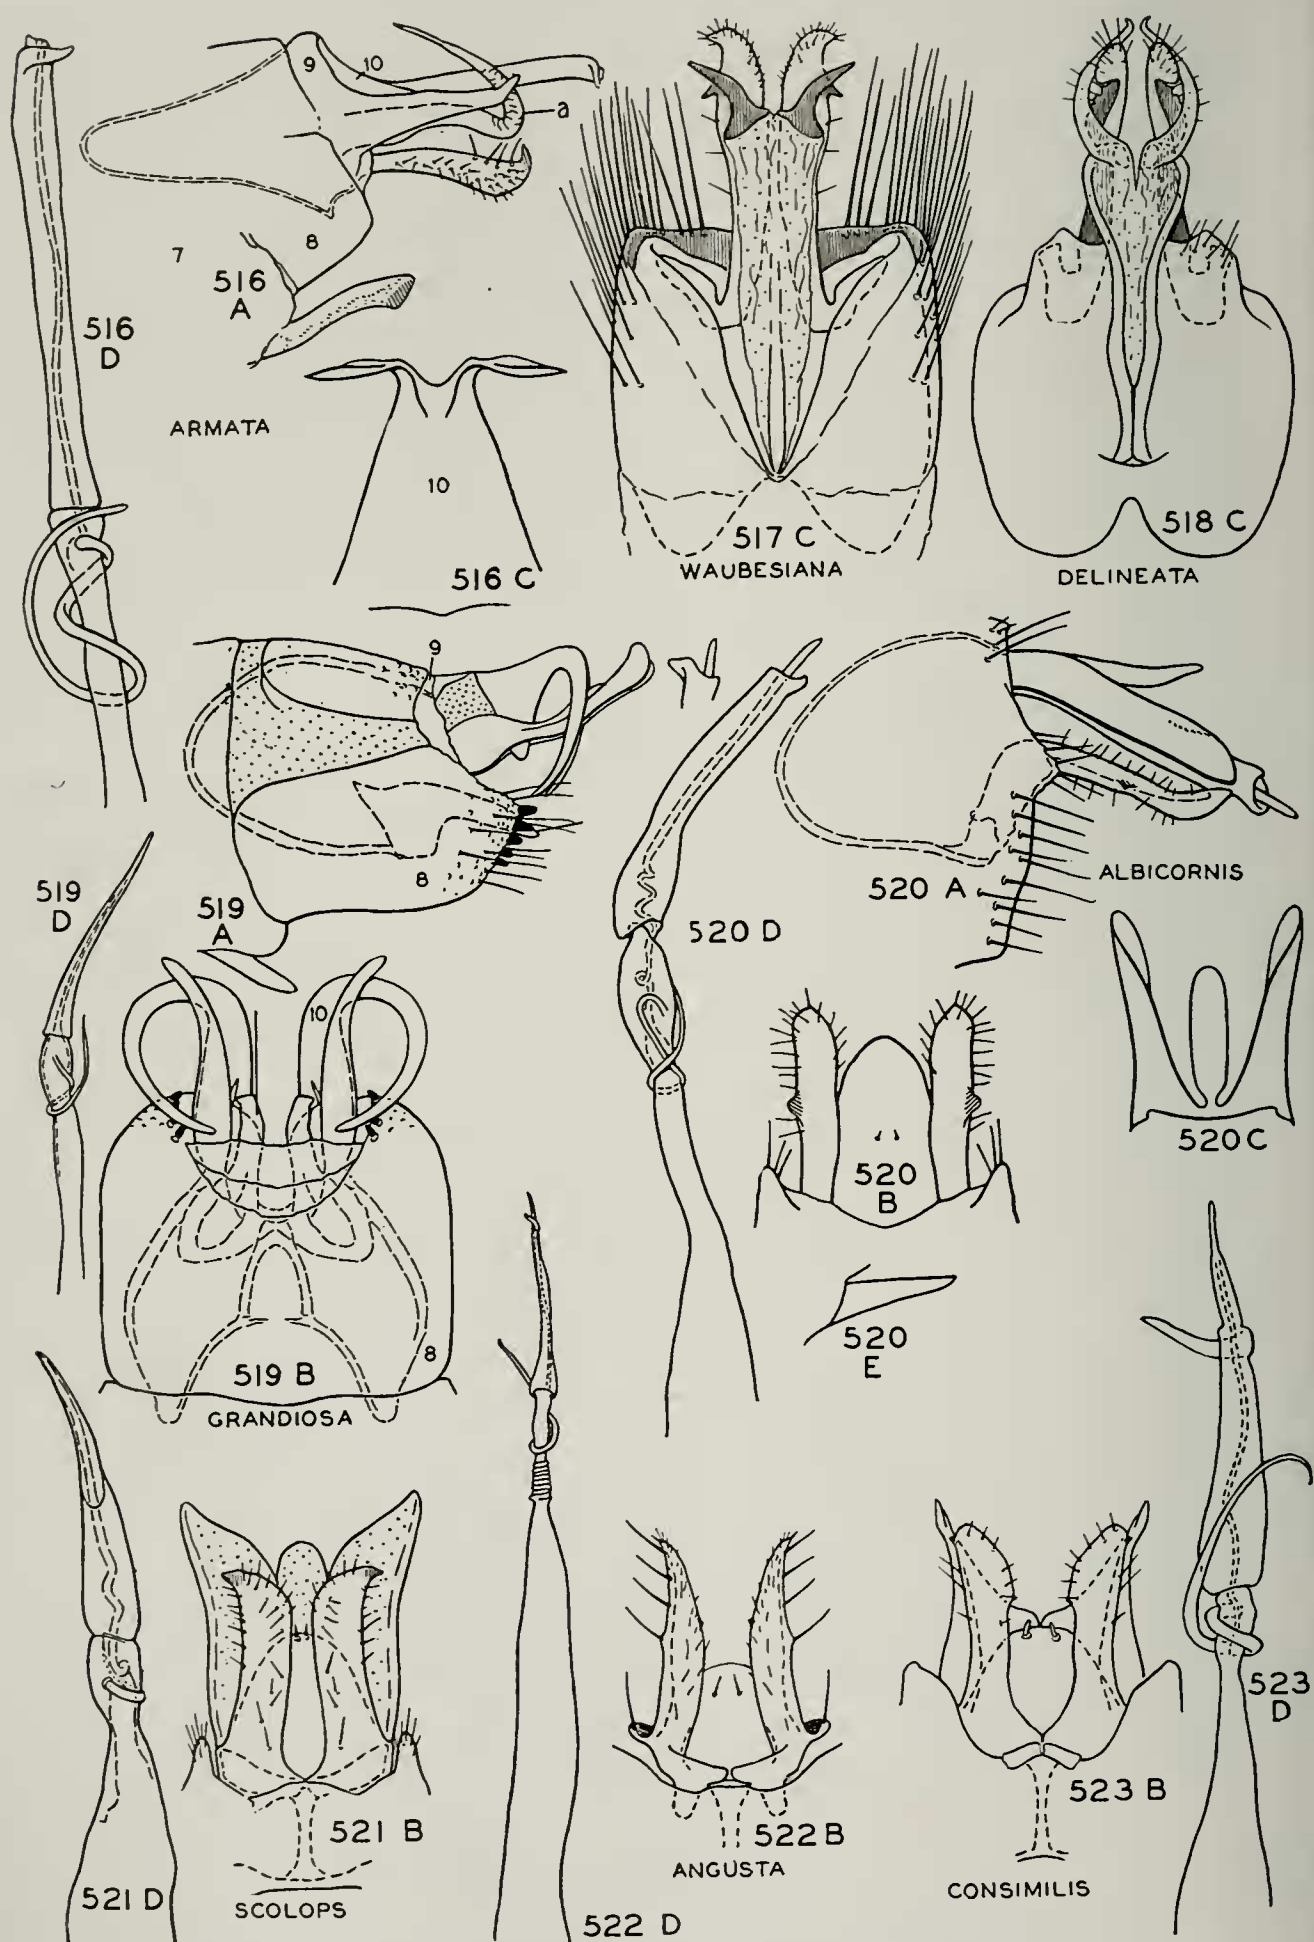 9
10
a
7
8
516
A
516
D
ARMATA
10
516 C
517 C
WAUBESIANA
518 C
DELINEATA
9
8
519
A
519
D
520 D
520 A
ALBICORNIS
10
520
B
520 C
520
E
8
519 B
GRANDIOSA
521 D
521 B
SCOLOPS
522 D
522 B
ANGUSTA
523 B
CONSIMILIS
523
D